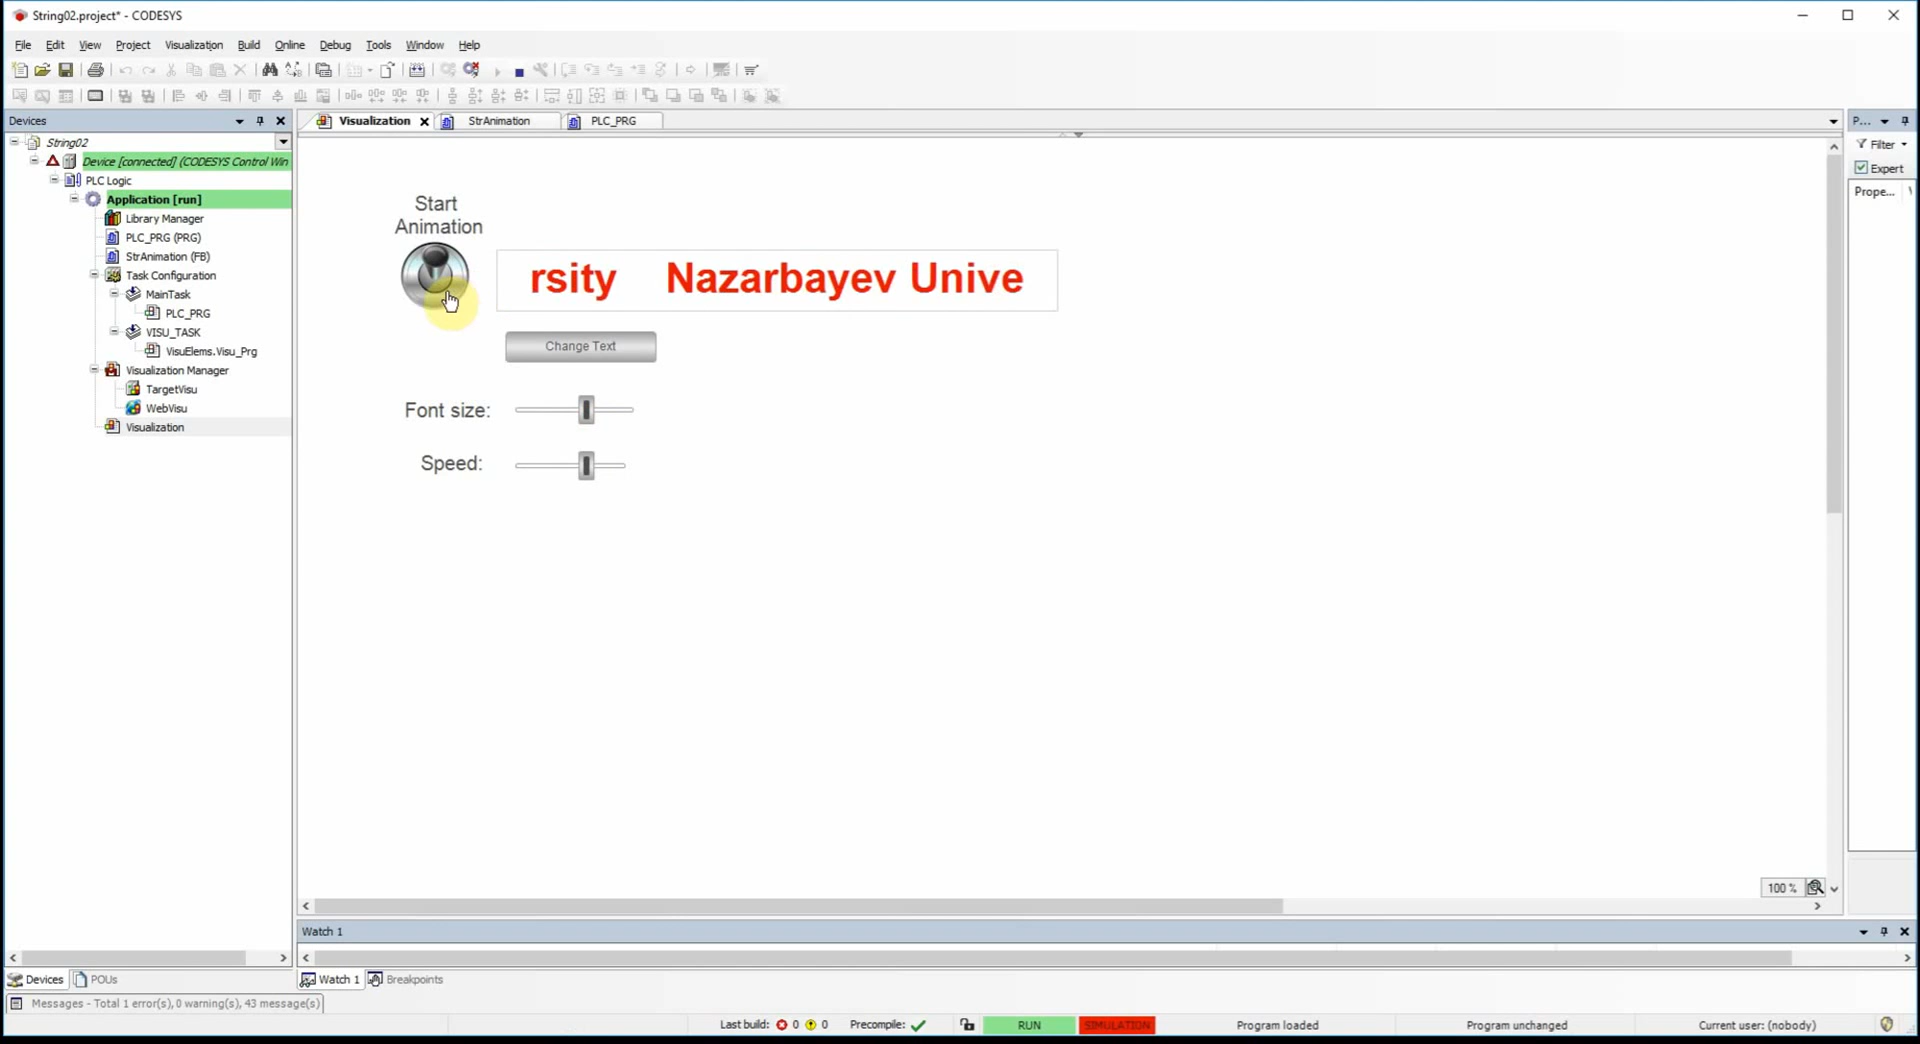 String02.project* - CODESYS
File Edit View Project Visualization Build Online Debug Tools Window Help
Devices
String02
Device [connected] (CODESYS Control Win
PLC Logic
Application [run]
Library Manager
PLC_PRG (PRG)
StrAnimation (FB)
Task Configuration
MainTask
PLC_PRG
VISU_TASK
VisuElems.Visu_Prg
Visualization Manager
TargetVisu
WebVisu
Visualization
Devices POUs
Visualization StrAnimation PLC_PRG
Start
Animation
rsity Nazarbayev Unive
Change Text
Font size:
Speed:
100 %
P...
Filter
Expert
Prope...
Watch 1
Watch 1 Breakpoints
Messages - Total 1 error(s), 0 warning(s), 43 message(s)
Last build: 0 0 Precompile: RUN SIMULATION Program loaded Program unchanged Current user: (nobody)